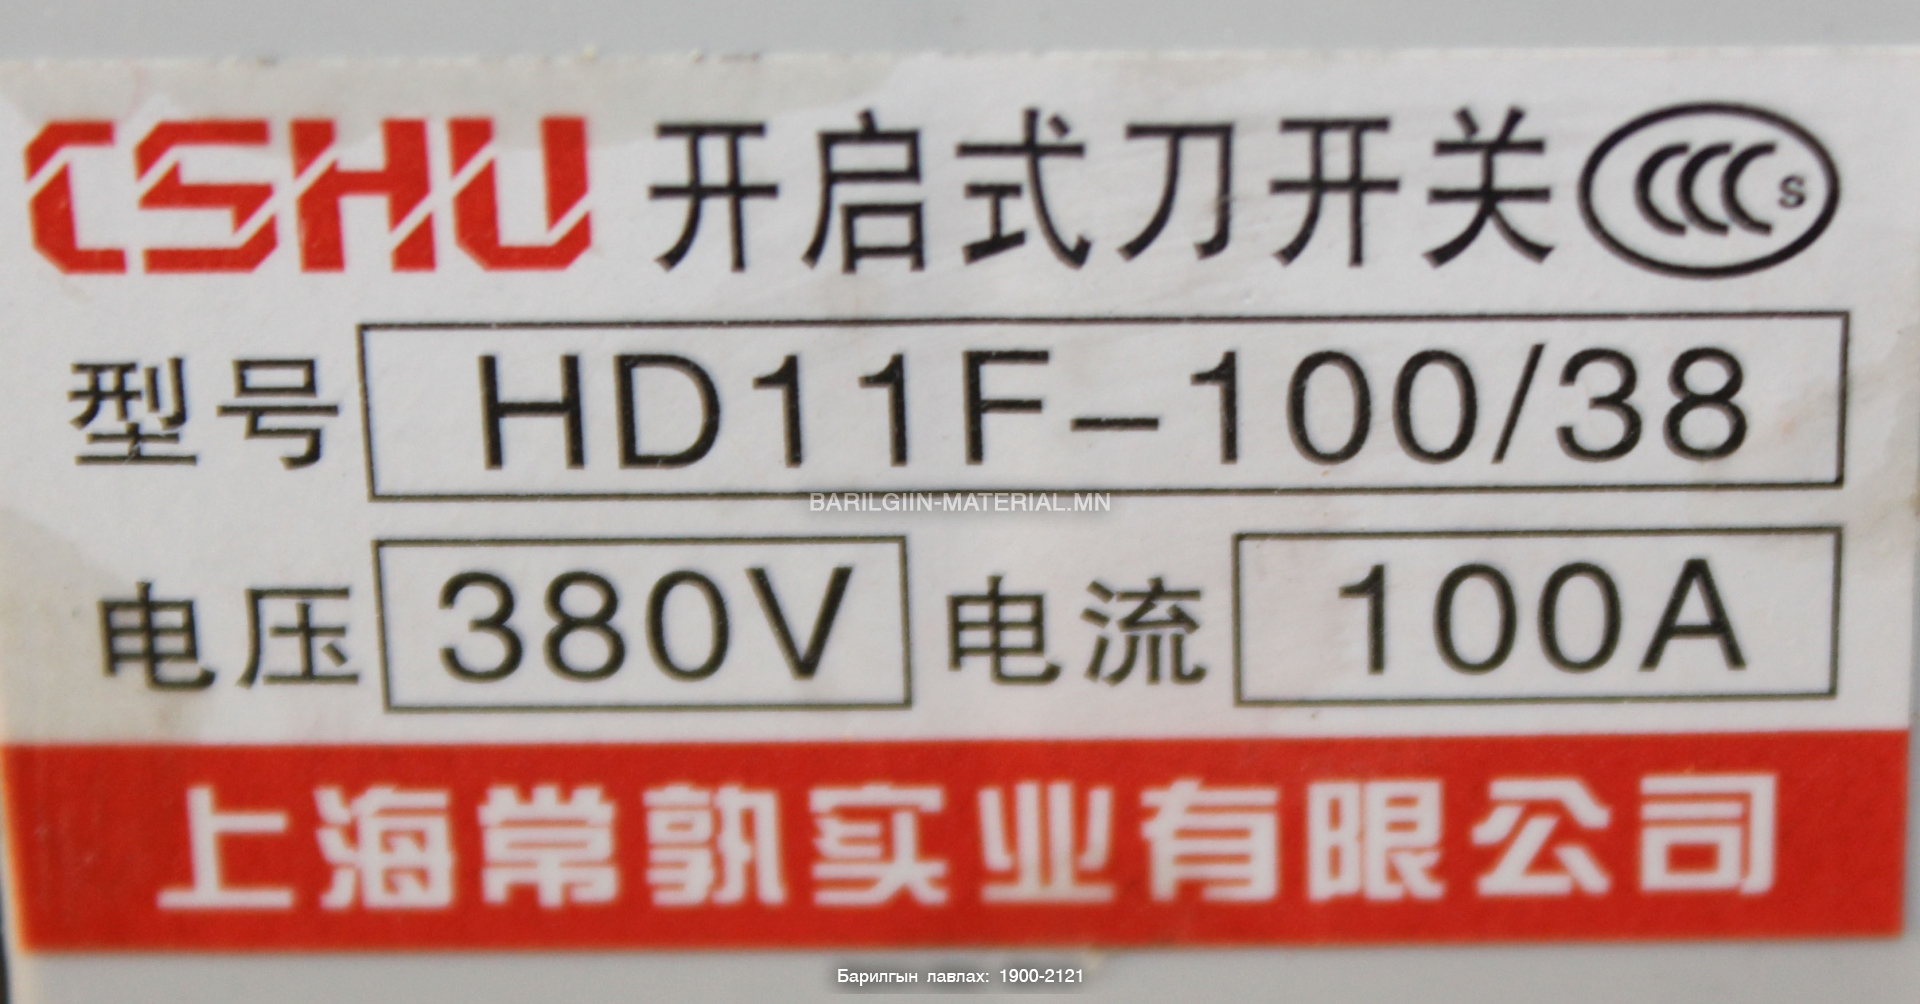 CSHU 开启式刀开关 CCC S
型号 HD11F-100/38
BARILGIIN-MATERIAL.MN
电压 380V 电流 100A
上海常孰实业有限公司
Барилгын лавлах: 1900-2121